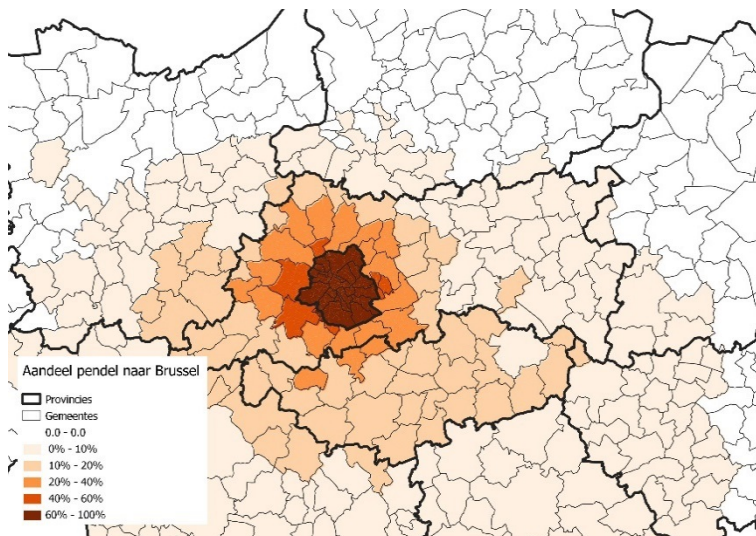 Aandeel pendel naar Brussel
Provincies
Gemeentes
0.0 - 0.0
0% - 10%
10% - 20%
20% - 40%
40% - 60%
60% - 100%